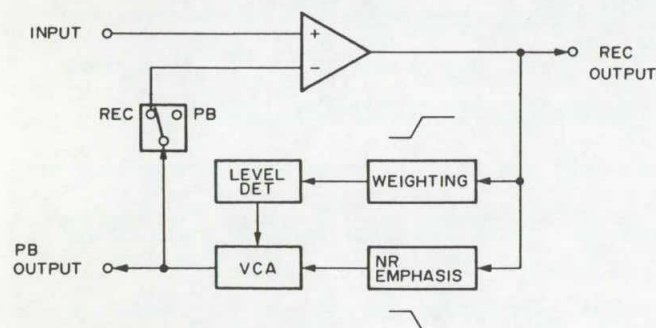 INPUT
+
−
REC
OUTPUT
REC
PB
LEVEL
DET
WEIGHTING
PB
OUTPUT
VCA
NR
EMPHASIS